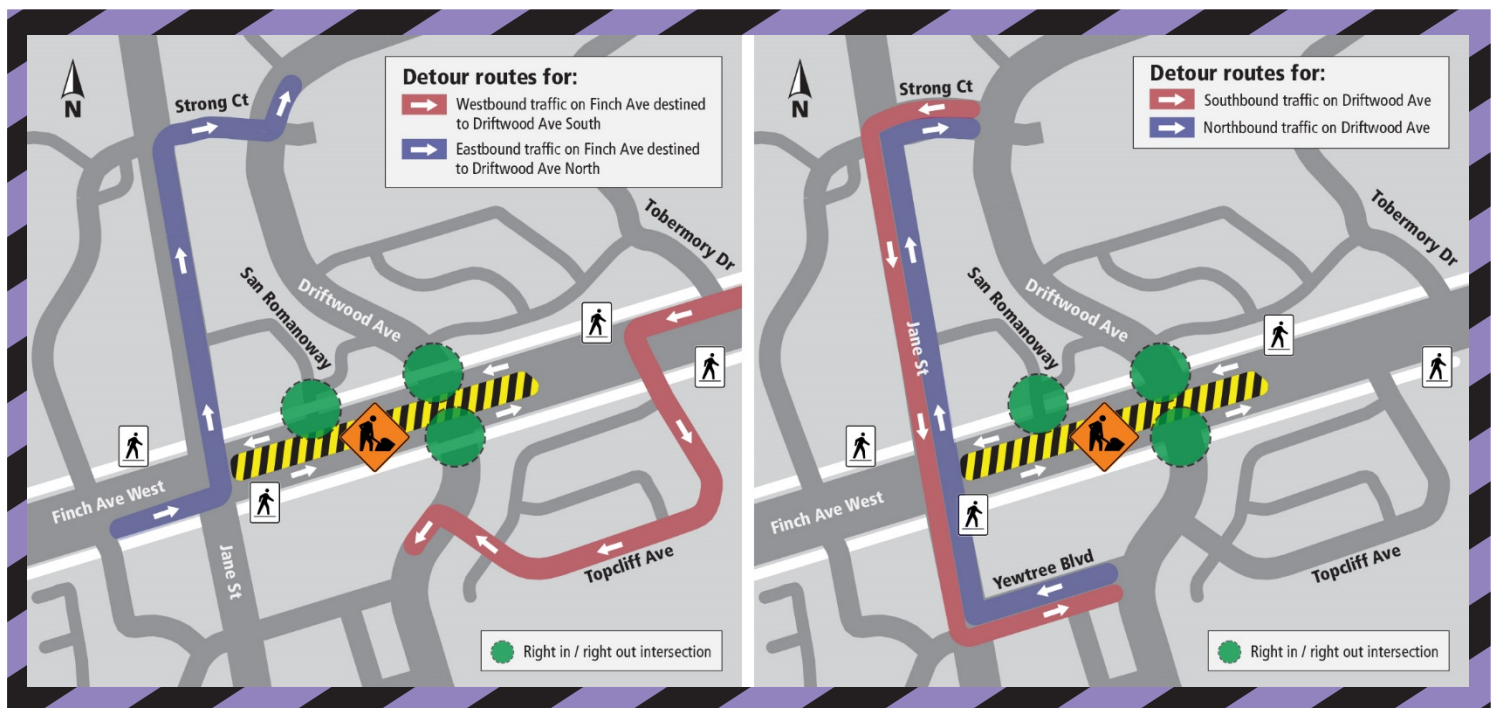 N
Strong Ct
Detour routes for:
Westbound traffic on Finch Ave destined
to Driftwood Ave South
Eastbound traffic on Finch Ave destined
to Driftwood Ave North
Tobermory Dr
San Romanoway
Driftwood Ave
Finch Ave West
Jane St
Topcliff Ave
Right in / right out intersection
N
Strong Ct
Detour routes for:
Southbound traffic on Driftwood Ave
Northbound traffic on Driftwood Ave
Tobermory Dr
San Romanoway
Driftwood Ave
Jane St
Finch Ave West
Yewtree Blvd
Topcliff Ave
Right in / right out intersection